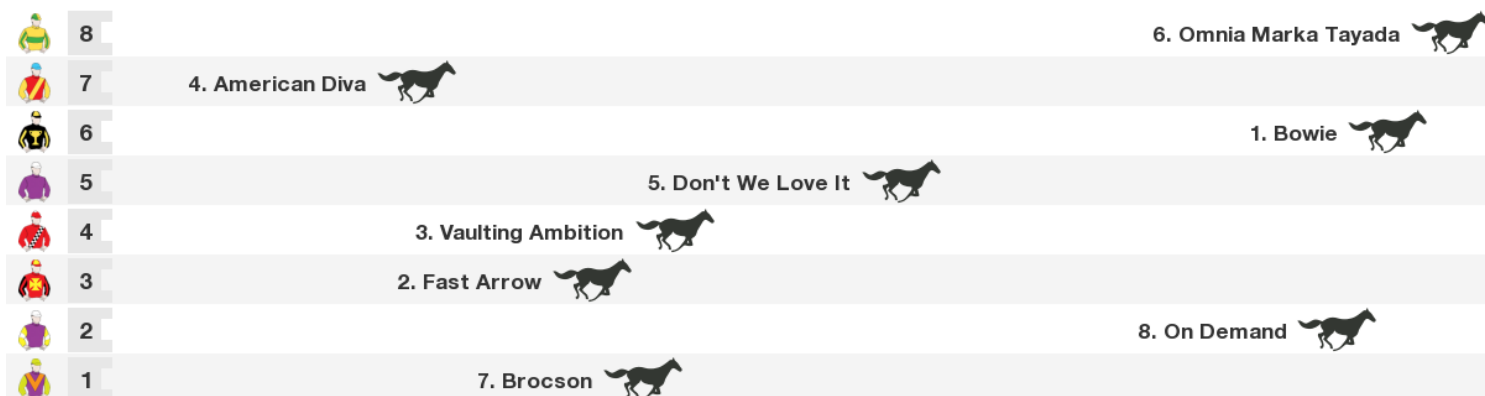 8 6. Omnia Marka Tayada
7 4. American Diva
6 1. Bowie
5 5. Don't We Love It
4 3. Vaulting Ambition
3 2. Fast Arrow
2 8. On Demand
1 7. Brocson